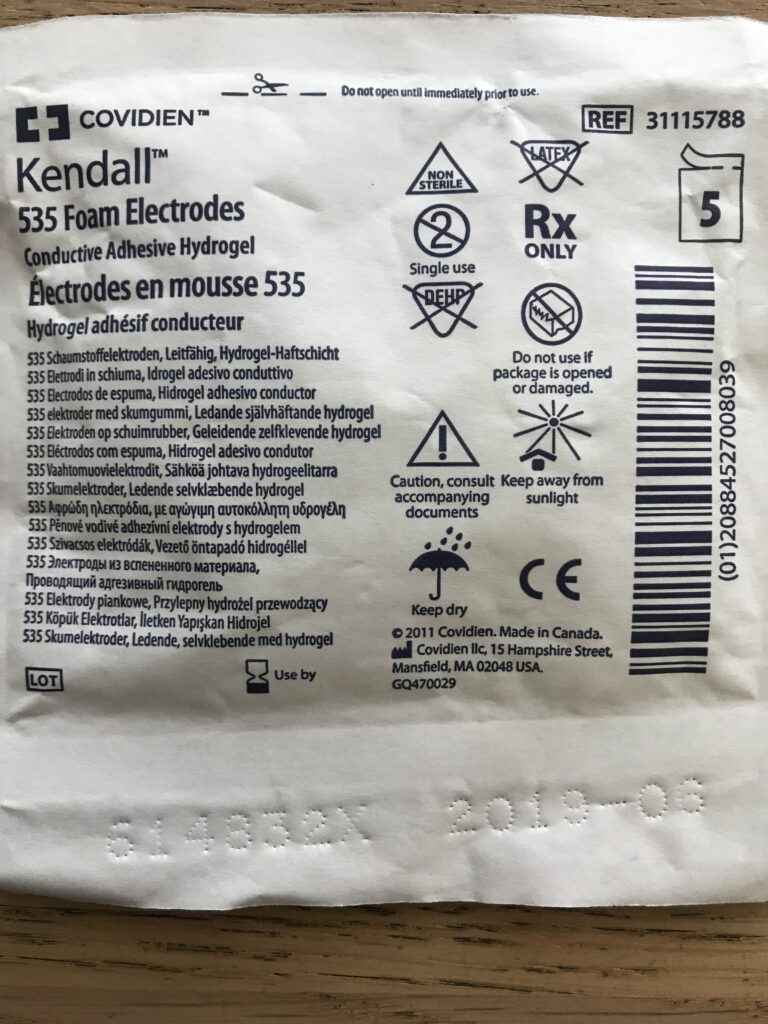 Do not open until immediately prior to use.
COVIDIEN™
REF 31115788
Kendall™
535 Foam Electrodes
Conductive Adhesive Hydrogel
Électrodes en mousse 535
Hydrogel adhésif conducteur
535 Schaumstoffelektroden, Leitfähig, Hydrogel-Haftschicht
535 Elettrodi in schiuma, Idrogel adesivo conduttivo
535 Electrodos de espuma, Hidrogel adhesivo conductor
535 elektroder med skumgummi, Ledande självhäftande hydrogel
535 Elektroden op schuimrubber, Geleidende zelfklevende hydrogel
535 Eléctrodos com espuma, Hidrogel adesivo condutor
535 Vaahtomuovielektrodit, Sähköä johtava hydrogeelitarra
535 Skumelektroder, Ledende selvklæbende hydrogel
535 Αφρώδη ηλεκτρόδια, με αγώγιμη αυτοκόλλητη υδρογέλη
535 Pěnové vodivé adhezivní elektrody s hydrogelem
535 Szivacsos elektródák, Vezető öntapadó hidrogéllel
535 Электроды из вспененного материала,
Проводящий адгезивный гидрогель
535 Elektrody piankowe, Przylepny hydrożel przewodzący
535 Köpük Elektrotlar, İletken Yapışkan Hidrojel
535 Skumelektroder, Ledende, selvklebende med hydrogel
LOT
Use by
NON
STERILE
LATEX
5
2
Single use
Rx
ONLY
DEHP
Do not use if
package is opened
or damaged.
!
Caution, consult
accompanying
documents
Keep away from
sunlight
Keep dry
CE
© 2011 Covidien. Made in Canada.
Covidien llc, 15 Hampshire Street,
Mansfield, MA 02048 USA.
GQ470029
(01)20884527008039
614832X 2019-06